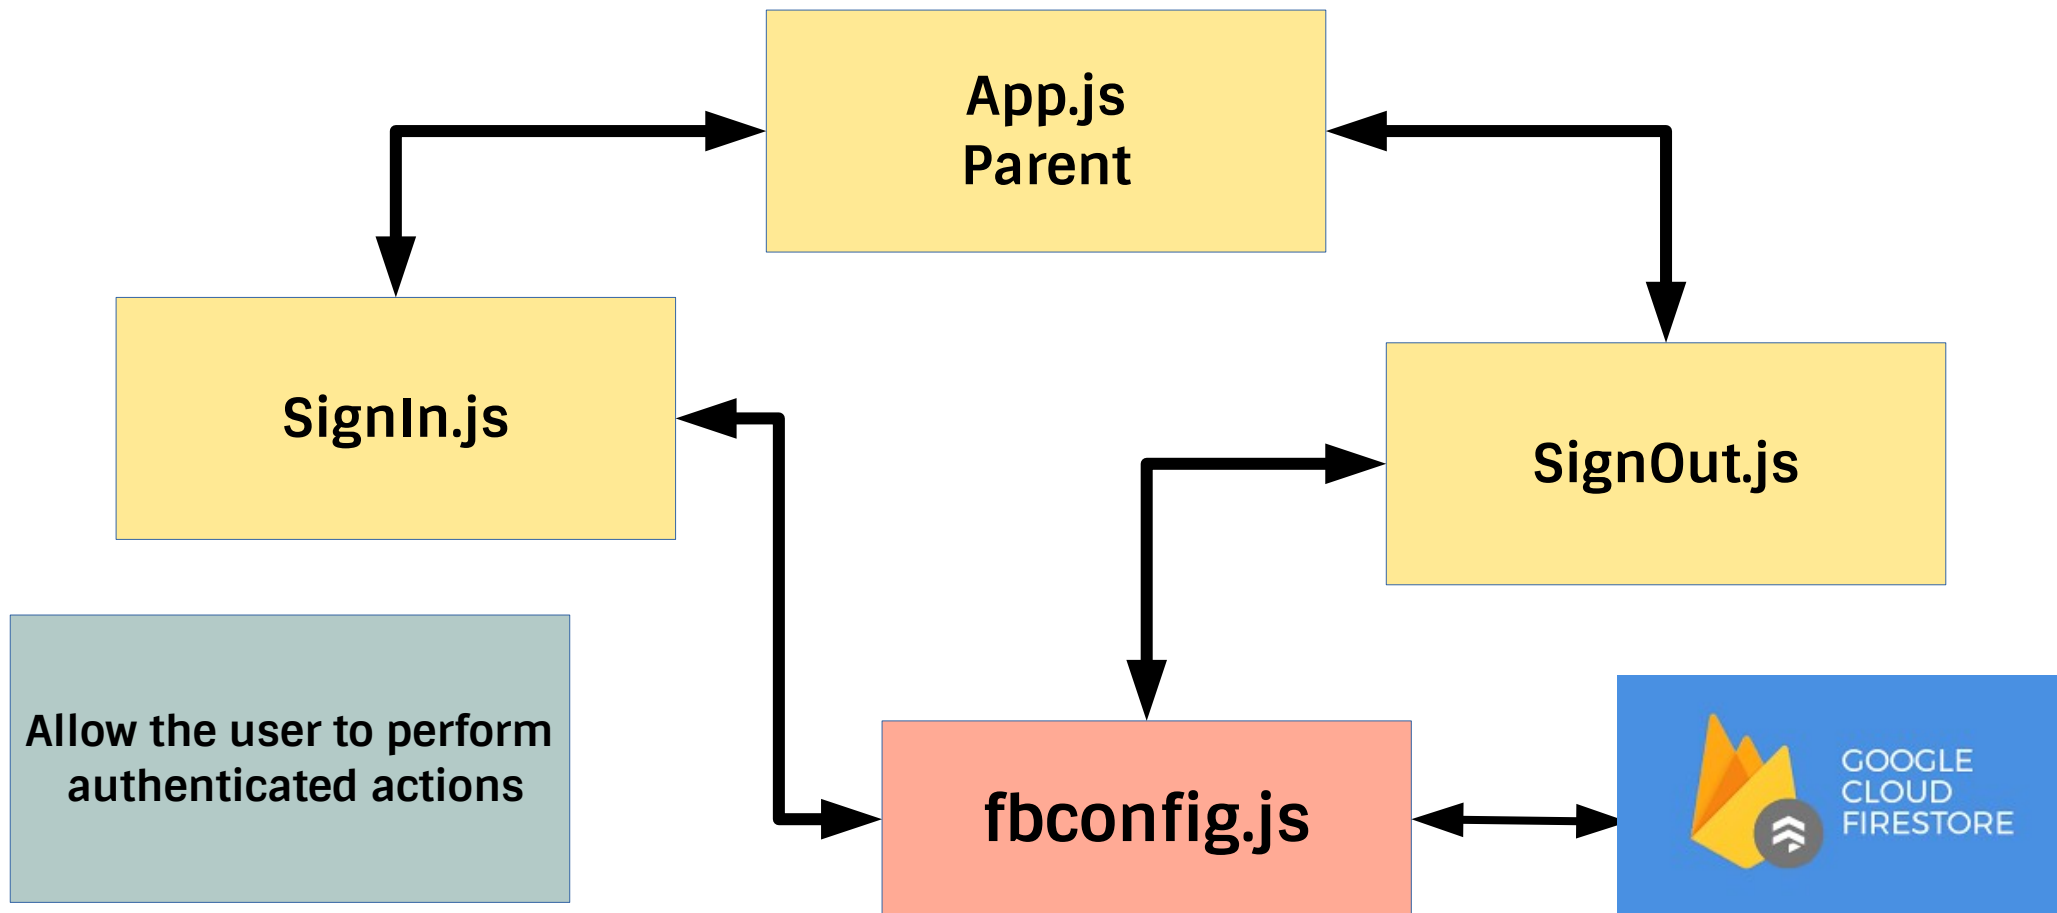 App.js
Parent
SignIn.js
SignOut.js
Allow the user to perform
authenticated actions
fbconfig.js
GOOGLE
CLOUD
FIRESTORE